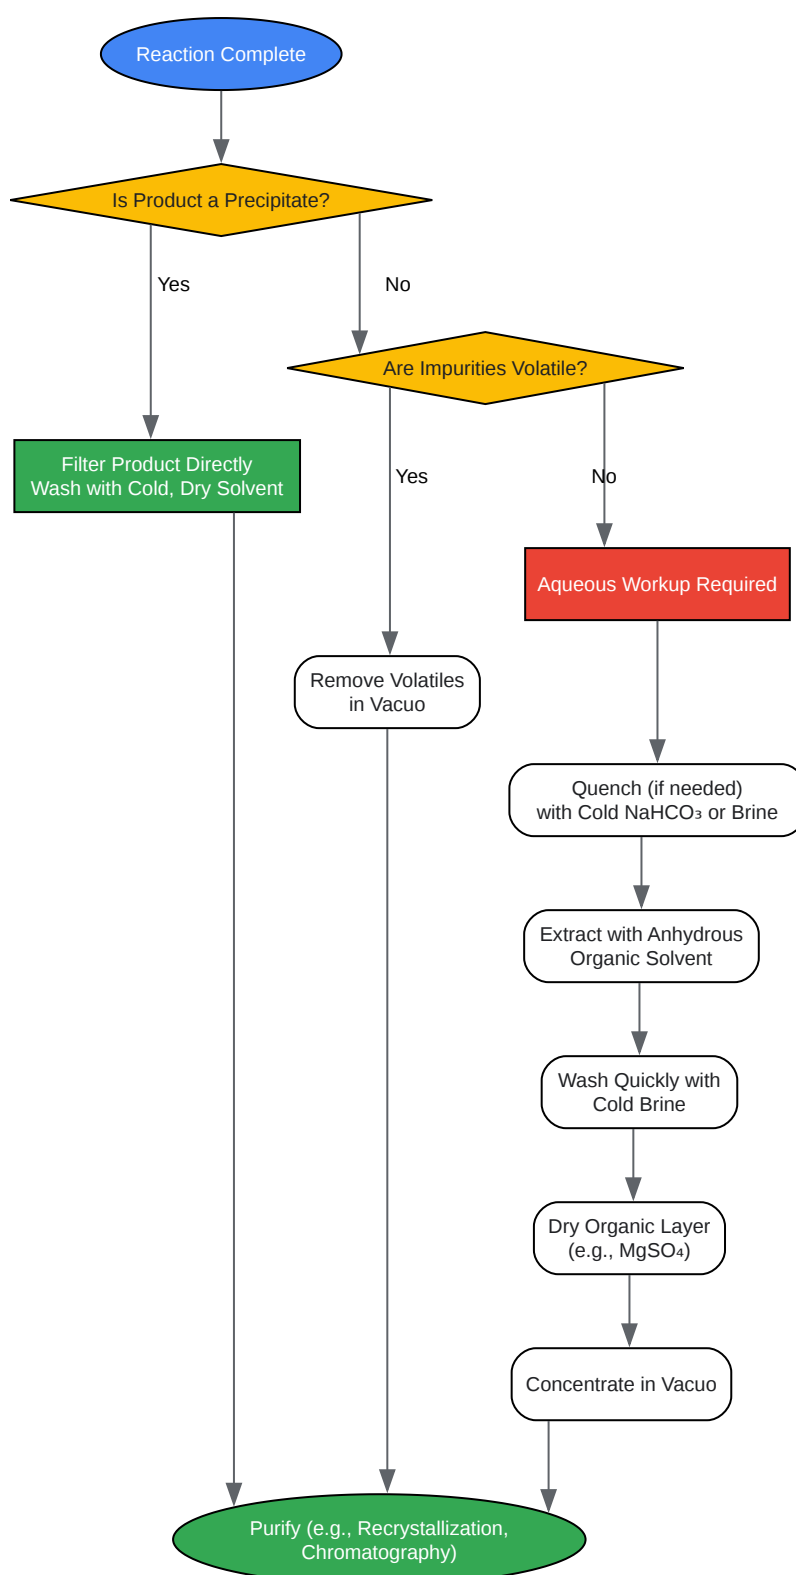 Reaction Complete
Is Product a Precipitate?
Yes
No
Are Impurities Volatile?
Filter Product Directly
Wash with Cold, Dry Solvent
Yes
No
Aqueous Workup Required
Remove Volatiles
in Vacuo
Quench (if needed)
with Cold NaHCO₃ or Brine
Extract with Anhydrous
Organic Solvent
Wash Quickly with
Cold Brine
Dry Organic Layer
(e.g., MgSO₄)
Concentrate in Vacuo
Purify (e.g., Recrystallization,
Chromatography)